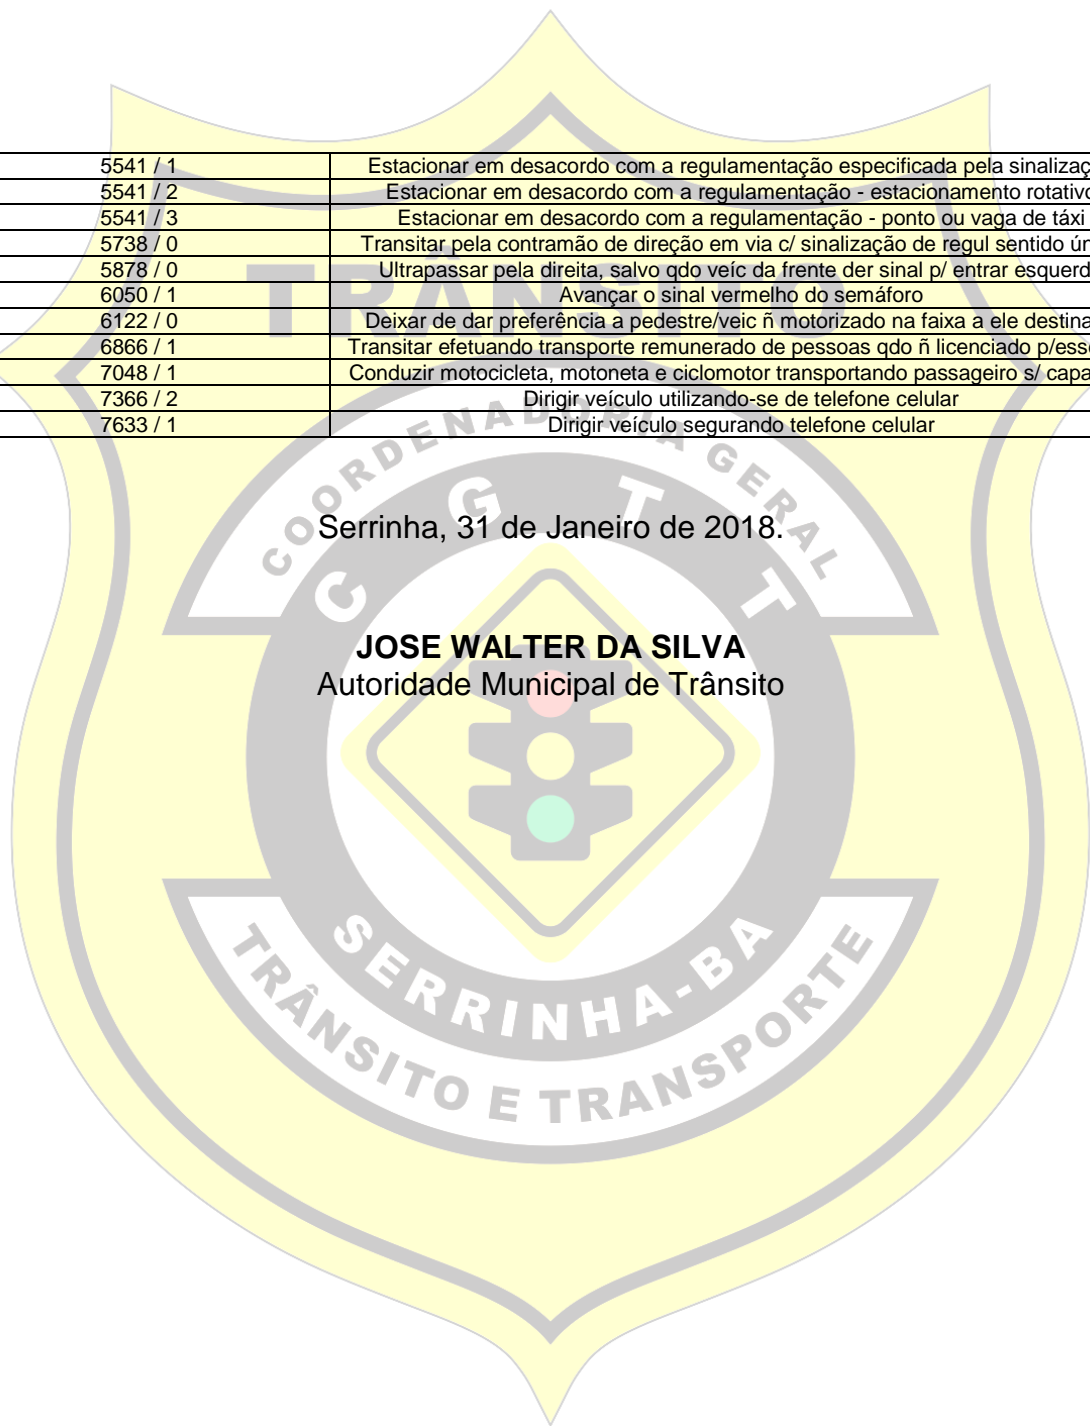 5541 / 1 Estacionar em desacordo com a regulamentação especificada pela
5541 / 2 Estacionar em desacordo com a regulamentação - estacionamento rotativo
5541 / 3 Estacionar em desacordo com a regulamentação - ponto ou vaga de táxi
5738 / 0 Transitar pela contramão de direção em via c/ sinalização de regul sentido
5878 / 0 Ultrapassar pela direita, salvo qdo veíc da frente der sinal p/ entrar
TRÂNSITO
6050 / 1 Avançar o sinal vermelho do semáforo
6122 / 0 Deixar de dar preferência a pedestre/veic ñ motorizado na faixa a ele
6866 / 1 Transitar efetuando transporte remunerado de pessoas qdo ñ licenciado
7048 / 1 Conduzir motocicleta, motoneta e ciclomotor transportando passageiro s/
7366 / 2 Dirigir veículo utilizando-se de telefone celular
7633 / 1 Dirigir veículo segurando telefone celular
COORDENADORIA GERAL
C G T T
Serrinha, 31 de Janeiro de 2018.
JOSE WALTER DA SILVA
Autoridade Municipal de Trânsito
SERRINHA-BA
TRÂNSITO E TRANSPORTE